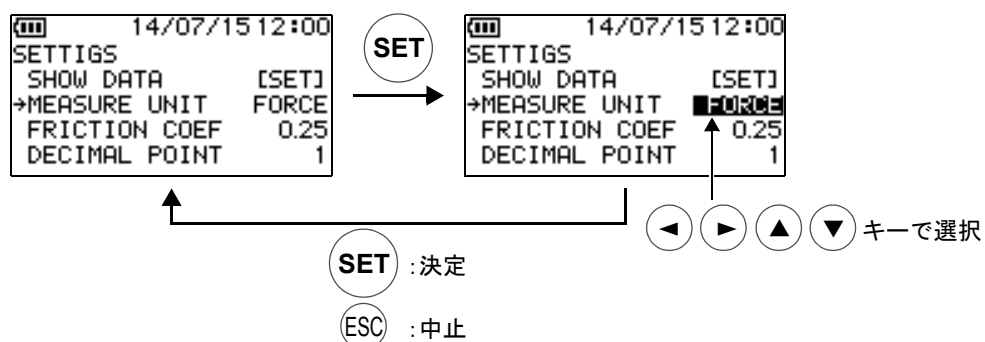 14/07/15 12:00
SETTIGS
SHOW DATA [SET]
→MEASURE UNIT FORCE
FRICTION COEF 0.25
DECIMAL POINT 1
SET
14/07/15 12:00
SETTIGS
SHOW DATA [SET]
→MEASURE UNIT FORCE
FRICTION COEF 0.25
DECIMAL POINT 1
◄ ► ▲ ▼ キーで選択
SET :決定
ESC :中止